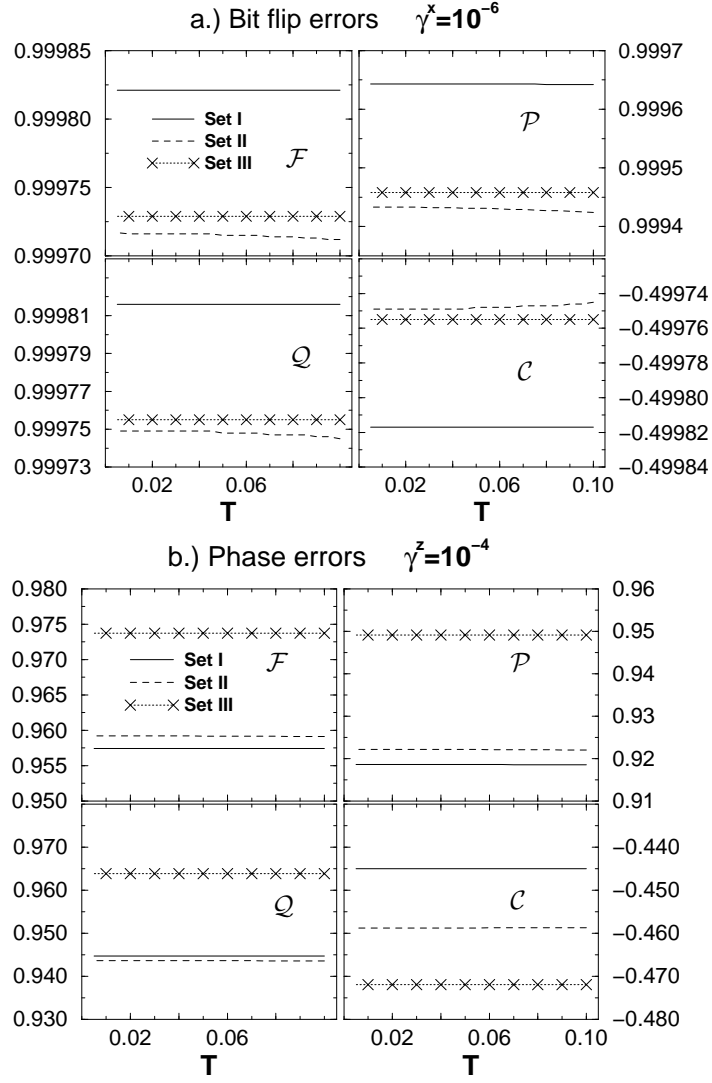 a.) Bit flip errors γˣ=10⁻⁶
0.99985
0.99980
0.99975
0.99970
Set I
Set II
Set III
ℱ
𝒫
0.9997
0.9996
0.9995
0.9994
0.99981
0.99979
0.99977
0.99975
0.99973
𝒬
𝒞
−0.49974
−0.49976
−0.49978
−0.49980
−0.49982
−0.49984
0.02 0.06 0.02 0.06 0.10
T T
b.) Phase errors γᶻ=10⁻⁴
0.980
0.975
0.970
0.965
0.960
0.955
0.950
Set I
Set II
Set III
ℱ
𝒫
0.96
0.95
0.94
0.93
0.92
0.91
0.970
0.960
0.950
0.940
0.930
𝒬
𝒞
−0.440
−0.450
−0.460
−0.470
−0.480
0.02 0.06 0.02 0.06 0.10
T T